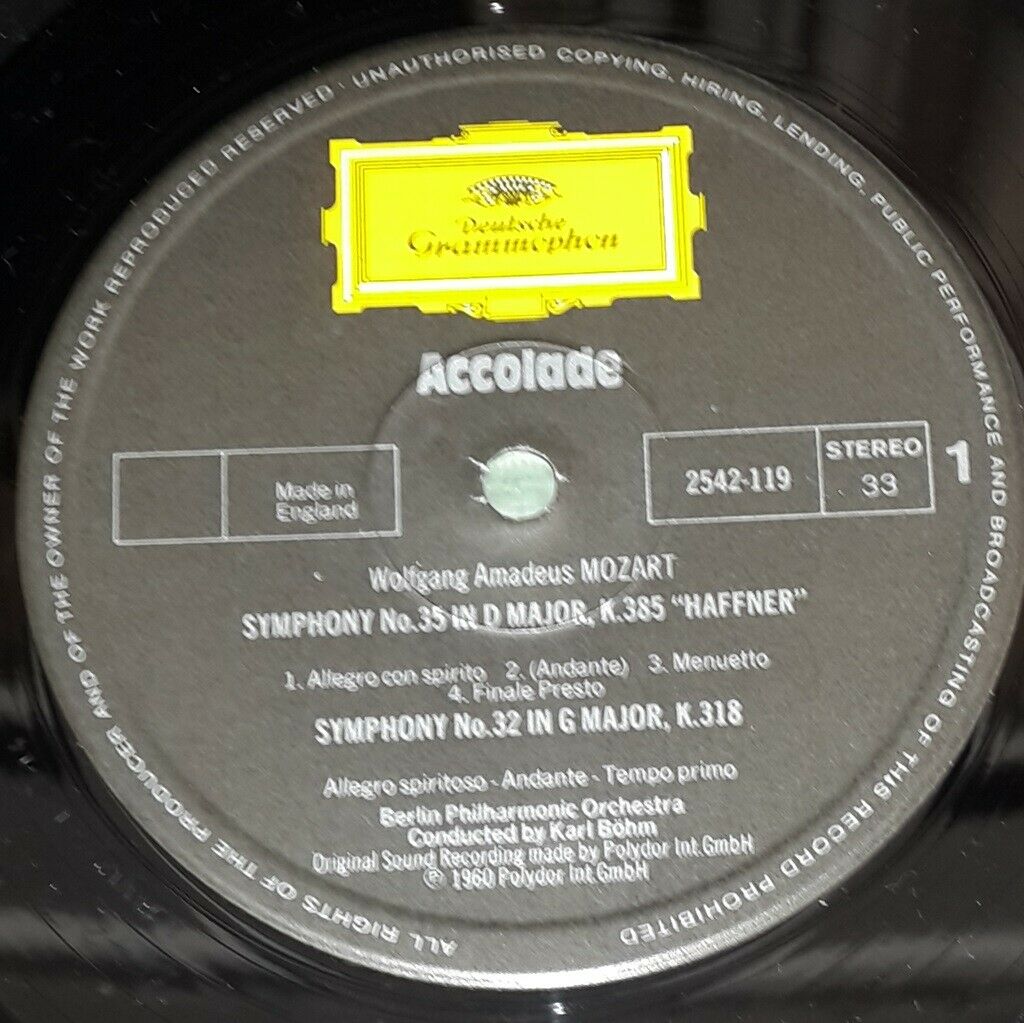 ALL RIGHTS OF THE PRODUCER AND OF THE OWNER OF THE WORK REPRODUCED RESERVED · UNAUTHORISED COPYING, HIRING, LENDING, PUBLIC PERFORMANCE AND BROADCASTING OF THIS RECORD PROHIBITED
Deutsche
Grammophon
Accolade
Made in
England
2542-119
STEREO
33
1
Wolfgang Amadeus MOZART
SYMPHONY No.35 IN D MAJOR, K.385 “HAFFNER”
1. Allegro con spirito 2. (Andante) 3. Menuetto
4. Finale Presto
SYMPHONY No.32 IN G MAJOR, K.318
Allegro spiritoso - Andante - Tempo primo
Berlin Philharmonic Orchestra
Conducted by Karl Böhm
Original Sound Recording made by Polydor Int.GmbH
℗ 1960 Polydor Int.GmbH